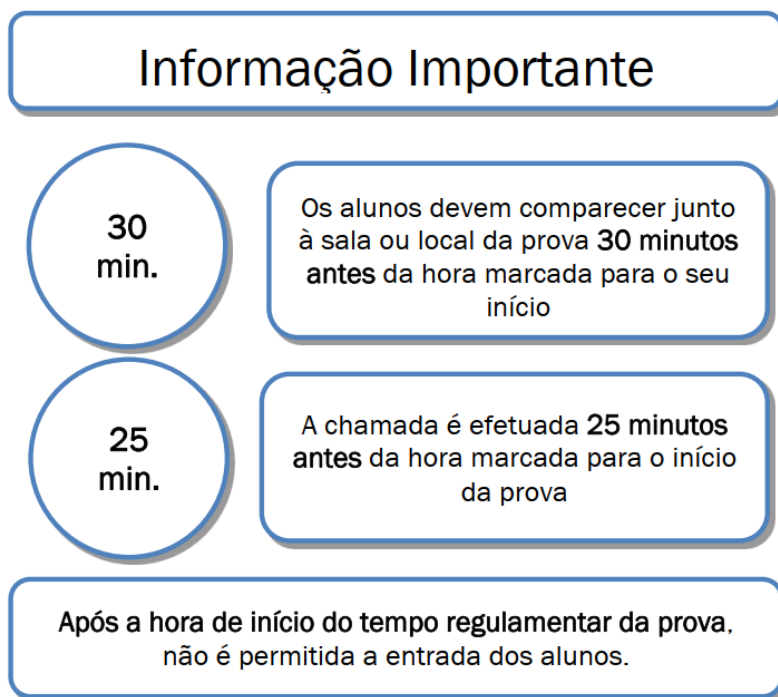 Informação Importante
30
min.
Os alunos devem comparecer junto
à sala ou local da prova 30 minutos
antes da hora marcada para o seu
início
25
min.
A chamada é efetuada 25 minutos
antes da hora marcada para o início
da prova
Após a hora de início do tempo regulamentar da prova,
não é permitida a entrada dos alunos.